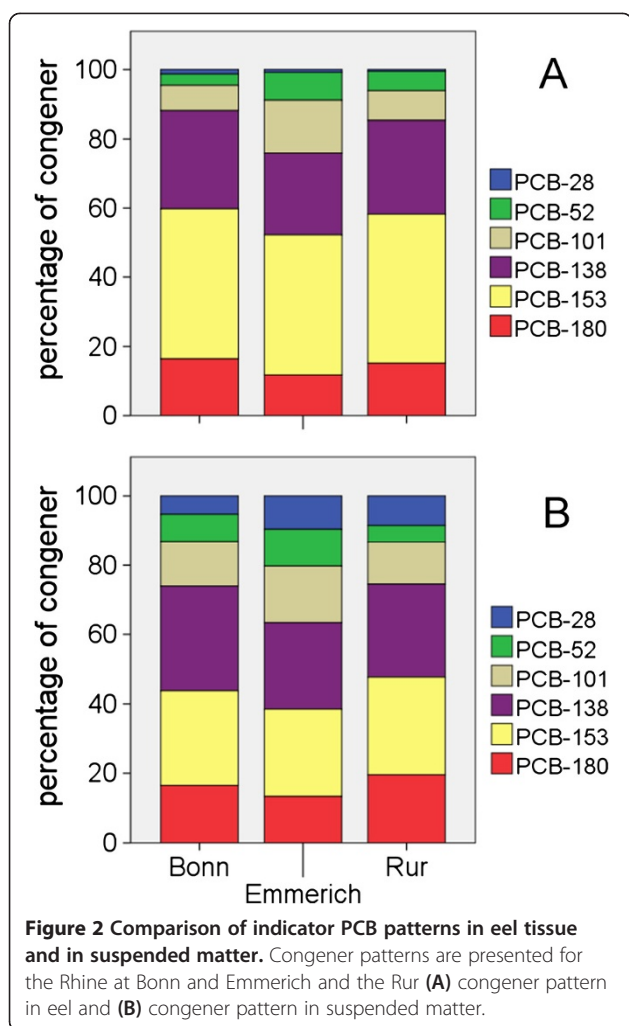 A
percentage of congener
100
80
60
40
20
0
PCB-28
PCB-52
PCB-101
PCB-138
PCB-153
PCB-180
B
percentage of congener
100
80
60
40
20
0
PCB-28
PCB-52
PCB-101
PCB-138
PCB-153
PCB-180
Bonn
Emmerich
Rur
Figure 2 Comparison of indicator PCB patterns in eel tissue
and in suspended matter. Congener patterns are presented for
the Rhine at Bonn and Emmerich and the Rur (A) congener pattern
in eel and (B) congener pattern in suspended matter.